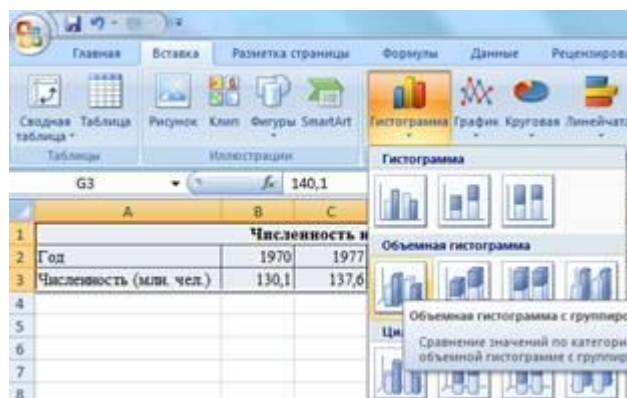 Главная Вставка Разметка страницы Формулы Данные Рецензиров
Сводная таблица Таблица Рисунок Клип Фигуры SmartArt Гистограмма График Круговая Линейчат
Таблицы Иллюстрации
G3 fx 140,1
Гистограмма
Объемная гистограмма
A B C
1 Численность н
2 Год 1970 1977
3 Численность (млн. чел.) 130,1 137,6
4
5
6
7
8
Объемная гистограмма с группиро
Сравнение значений по категори
объемной гистограмме с группир